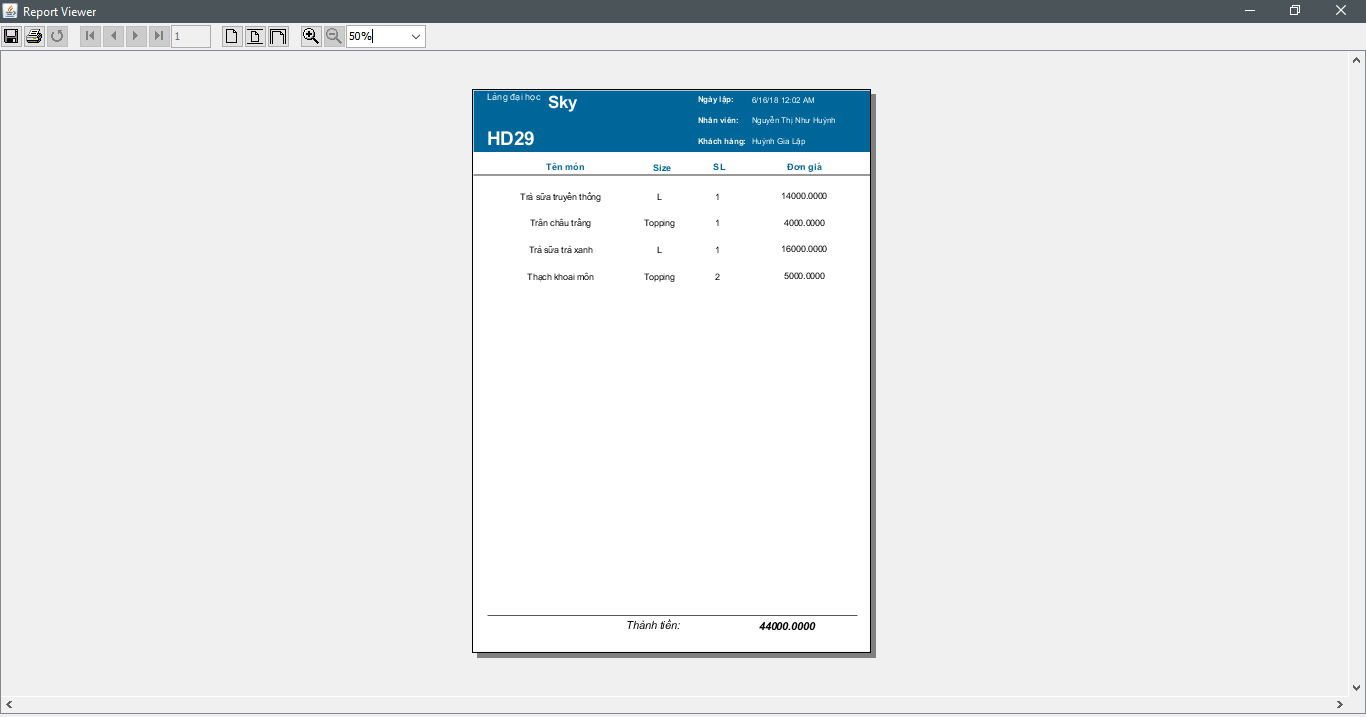 Report Viewer
1
50%
Làng đại học Sky
HD29
Ngày lập: 6/16/18 12:02 AM
Nhân viên: Nguyễn Thị Như Huỳnh
Khách hàng: Huỳnh Gia Lập
Tên món Size SL Đơn giá
Trà sữa truyền thống L 1 14000.0000
Trân châu trắng Topping 1 4000.0000
Trà sữa trà xanh L 1 16000.0000
Thạch khoai môn Topping 2 5000.0000
Thành tiền: 44000.0000